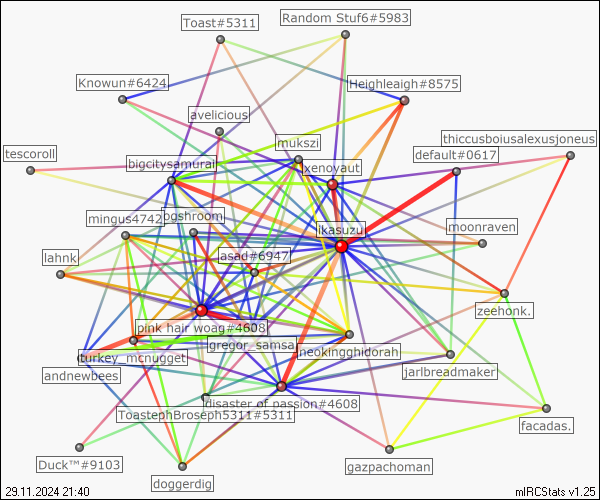 Toast#5311
Random Stuf6#5983
Knowun#6424
Heighleaigh#8575
avelicious
mukszi
thiccusboiusalexusjoneus
tescoroll
bigcitysamurai
xenoyaut
default#0617
mingus4742
ogshroom
ikasuzu
moonraven
lahnk
asad#6947
zeehonk.
pink hair woag#4608
gregor_samsa
neokingghidorah
turkey_mcnugget
jarlbreadmaker
andnewbees
disaster of passion#4608
ToastephBroseph5311#5311
facadas.
Duck™#9103
gazpachoman
doggerdig
29.11.2024 21:40
mIRCStats v1.25